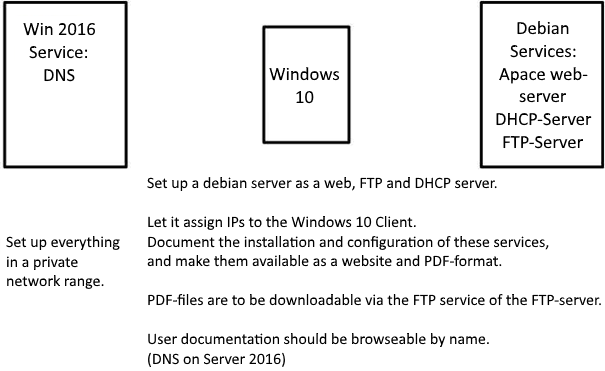 Win 2016
Service:
DNS
Windows
10
Debian
Services:
Apace web-
server
DHCP-Server
FTP-Server
Set up a debian server as a web, FTP and DHCP server.
Let it assign IPs to the Windows 10 Client.
Document the installation and configuration of these services,
and make them available as a website and PDF-format.
Set up everything
in a private
network range.
PDF-files are to be downloadable via the FTP service of the FTP-server.
User documentation should be browseable by name.
(DNS on Server 2016)